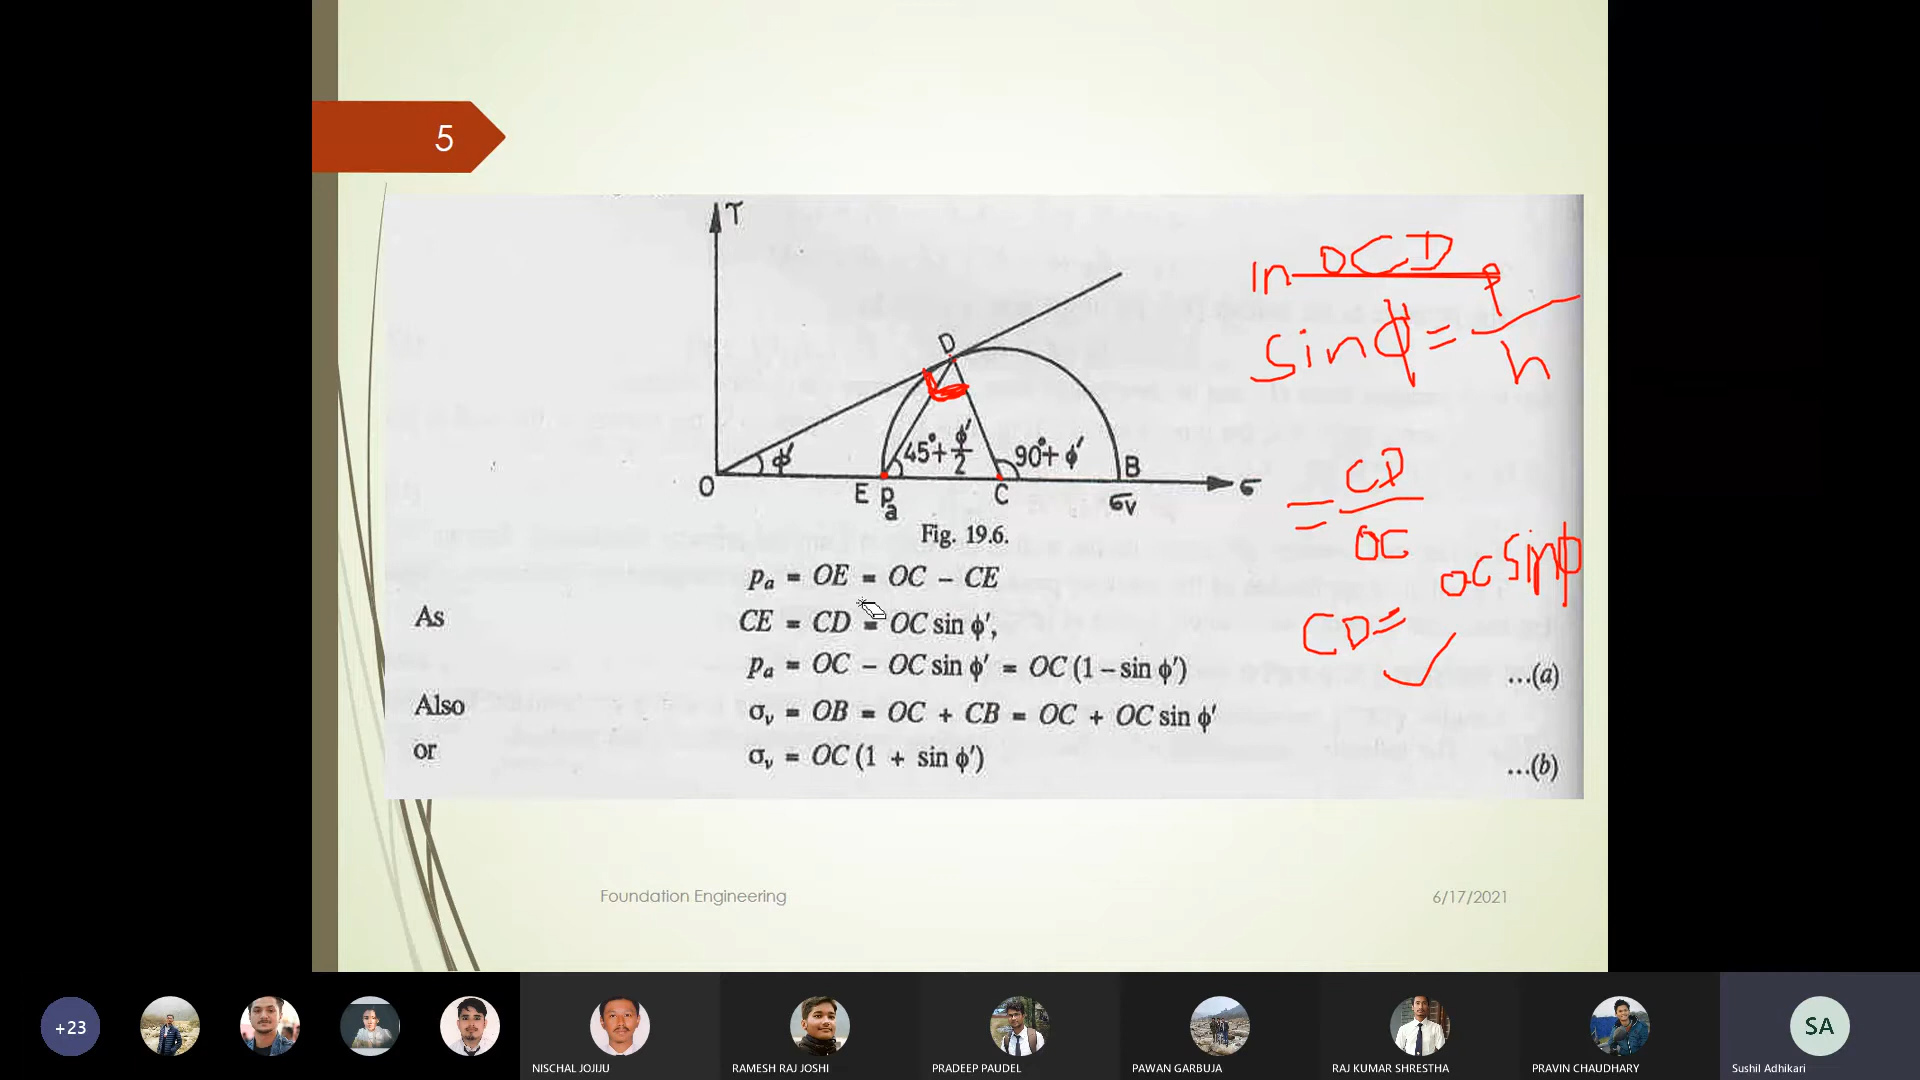 5
τ
In OCD
sin ϕ' = p/h
D
ϕ'
45°+ ϕ'/2
90°+ ϕ'
B
O
E
Pa
C
σv
σ
= CD/OC
Fig. 19.6.
CD = OC sinϕ
pa = OE = OC – CE
As CE = CD = OC sin ϕ′,
pa = OC – OC sin ϕ′ = OC (1 – sin ϕ′) ...(a)
Also σv = OB = OC + CB = OC + OC sin ϕ′
or σv = OC (1 + sin ϕ′) ...(b)
Foundation Engineering
6/17/2021
+23
NISCHAL JOJIJU
RAMESH RAJ JOSHI
PRADEEP PAUDEL
PAWAN GARBUJA
RAJ KUMAR SHRESTHA
PRAVIN CHAUDHARY
SA
Sushil Adhikari